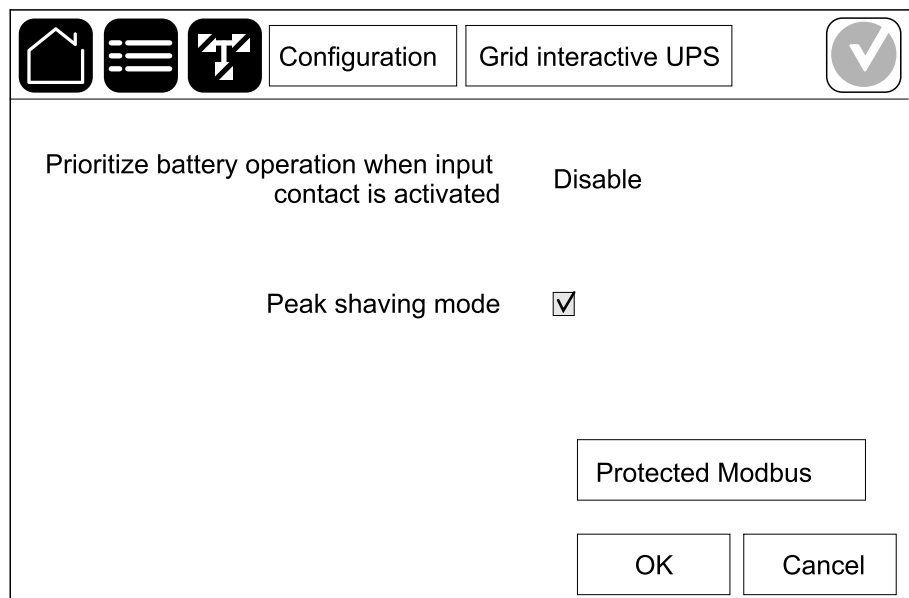 Configuration
Grid interactive UPS
Prioritize battery operation when input
contact is activated
Disable
Peak shaving mode
Protected Modbus
OK
Cancel